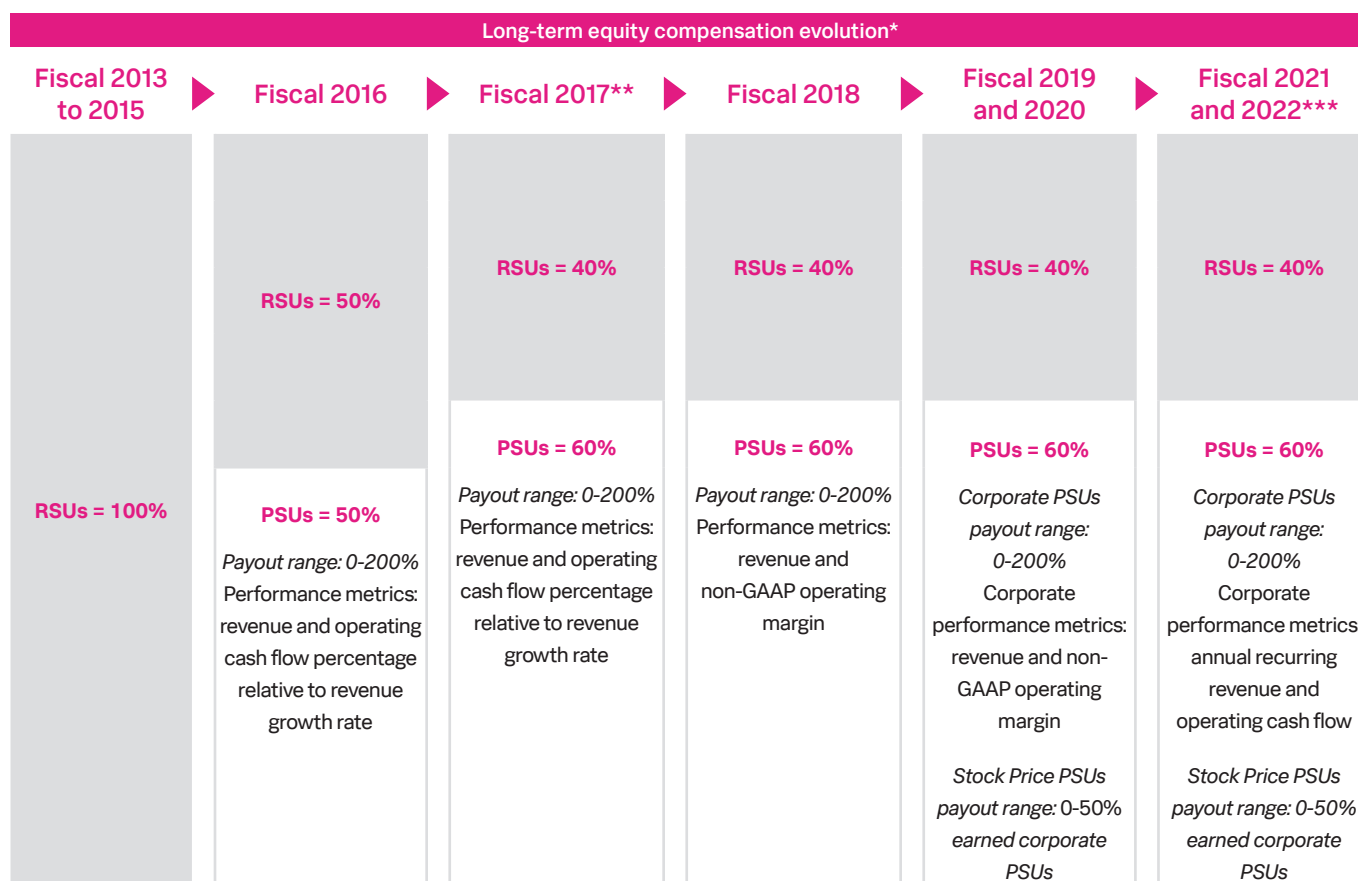 Long-term equity compensation evolution*
Fiscal 2013
to 2015
Fiscal 2016
Fiscal 2017**
Fiscal 2018
Fiscal 2019
and 2020
Fiscal 2021
and 2022***
RSUs = 100%
RSUs = 50%
PSUs = 50%
Payout range: 0-200%
Performance metrics:
revenue and operating
cash flow percentage
relative to revenue
growth rate
RSUs = 40%
PSUs = 60%
Payout range: 0-200%
Performance metrics:
revenue and operating
cash flow percentage
relative to revenue
growth rate
RSUs = 40%
PSUs = 60%
Payout range: 0-200%
Performance metrics:
revenue and
non-GAAP operating
margin
RSUs = 40%
PSUs = 60%
Corporate PSUs
payout range:
0-200%
Corporate
performance metrics:
revenue and non-
GAAP operating
margin
Stock Price PSUs
payout range: 0-50%
earned corporate
PSUs
RSUs = 40%
PSUs = 60%
Corporate PSUs
payout range:
0-200%
Corporate
performance metrics
annual recurring
revenue and
operating cash flow
Stock Price PSUs
payout range: 0-50%
earned corporate
PSUs